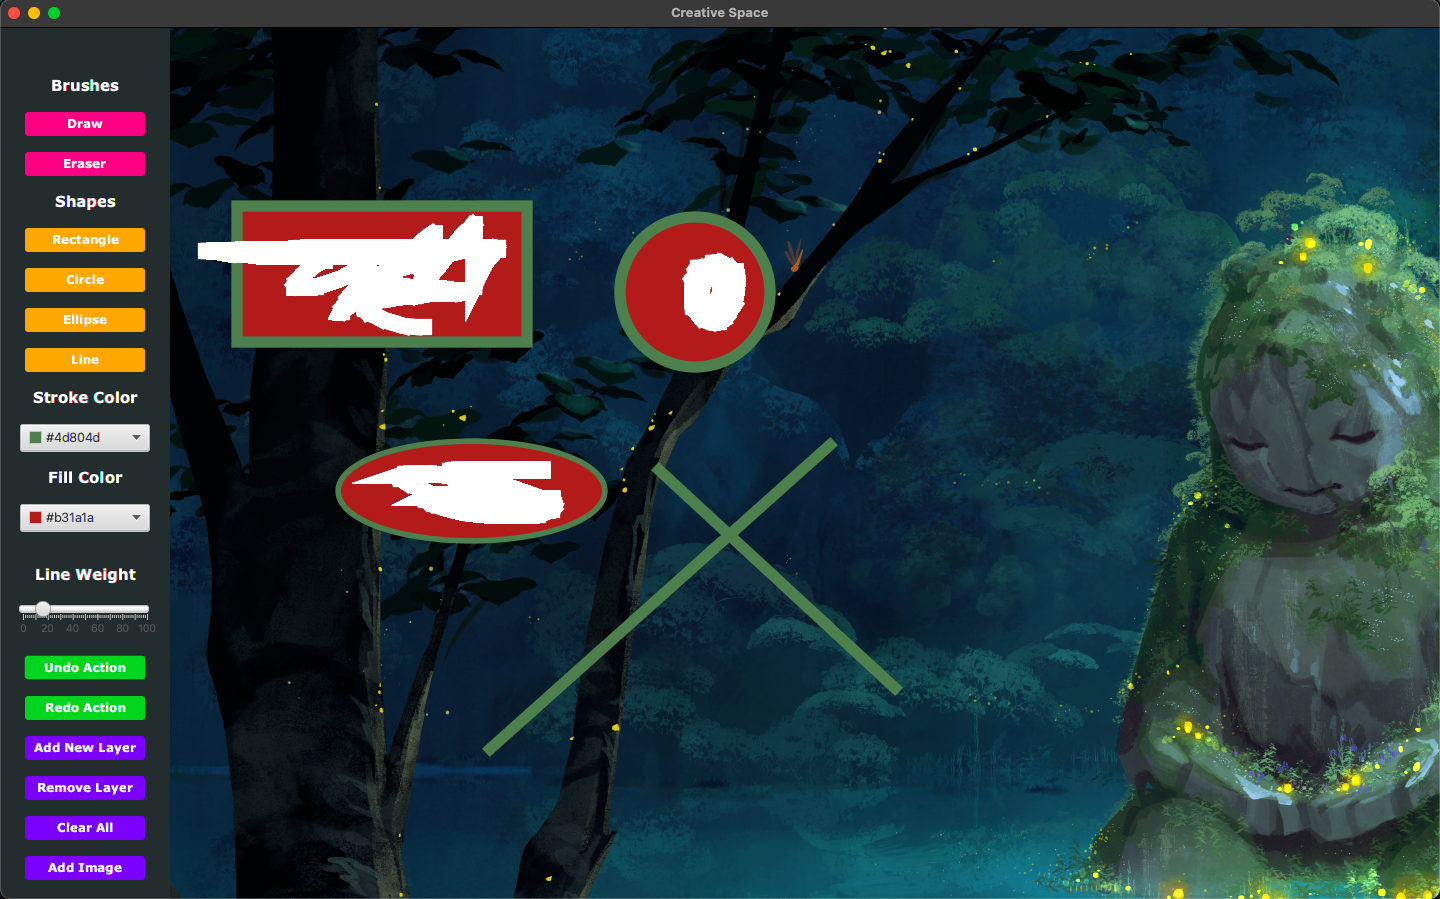 Creative Space
Brushes
Draw
Eraser
Shapes
Rectangle
Circle
Ellipse
Line
Stroke Color
#4d804d
Fill Color
#b31a1a
Line Weight
0 20 40 60 80 100
Undo Action
Redo Action
Add New Layer
Remove Layer
Clear All
Add Image